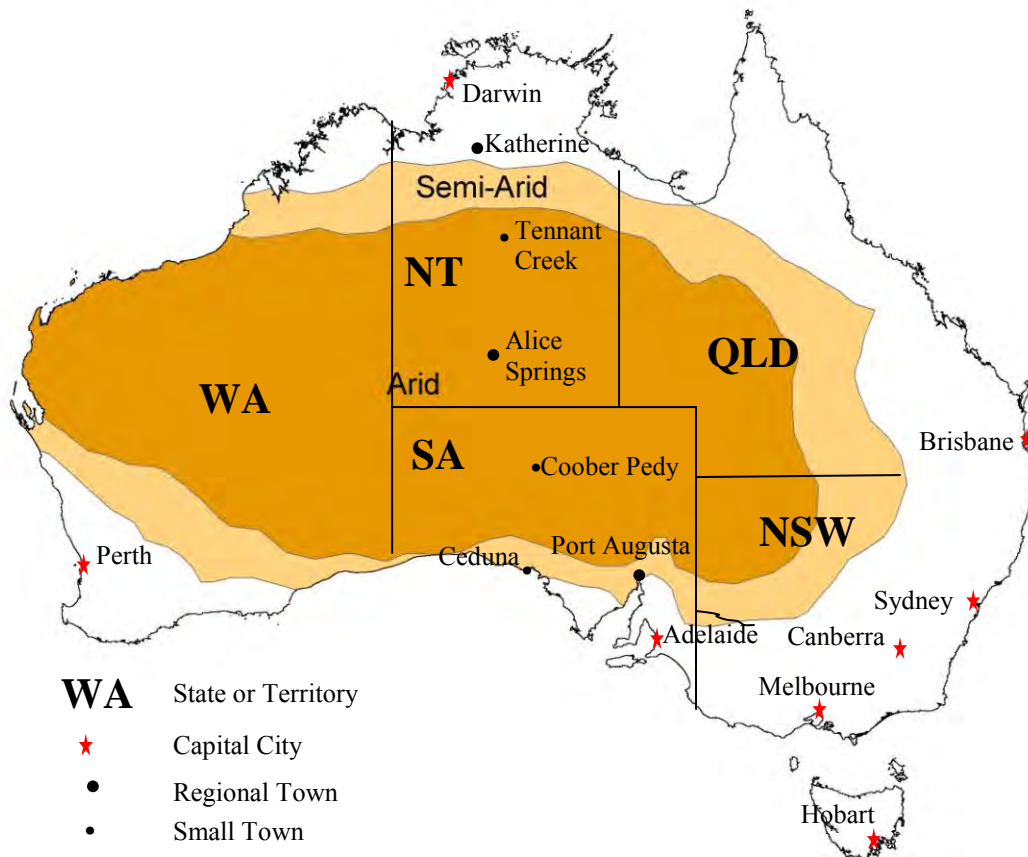 Darwin
Katherine
Semi-Arid
Tennant
Creek
NT
Alice
Springs
QLD
Arid
WA
SA
Brisbane
Coober Pedy
NSW
Port Augusta
Ceduna
Perth
Sydney
Adelaide
Canberra
Melbourne
WA State or Territory
Capital City
Regional Town
Small Town
Hobart